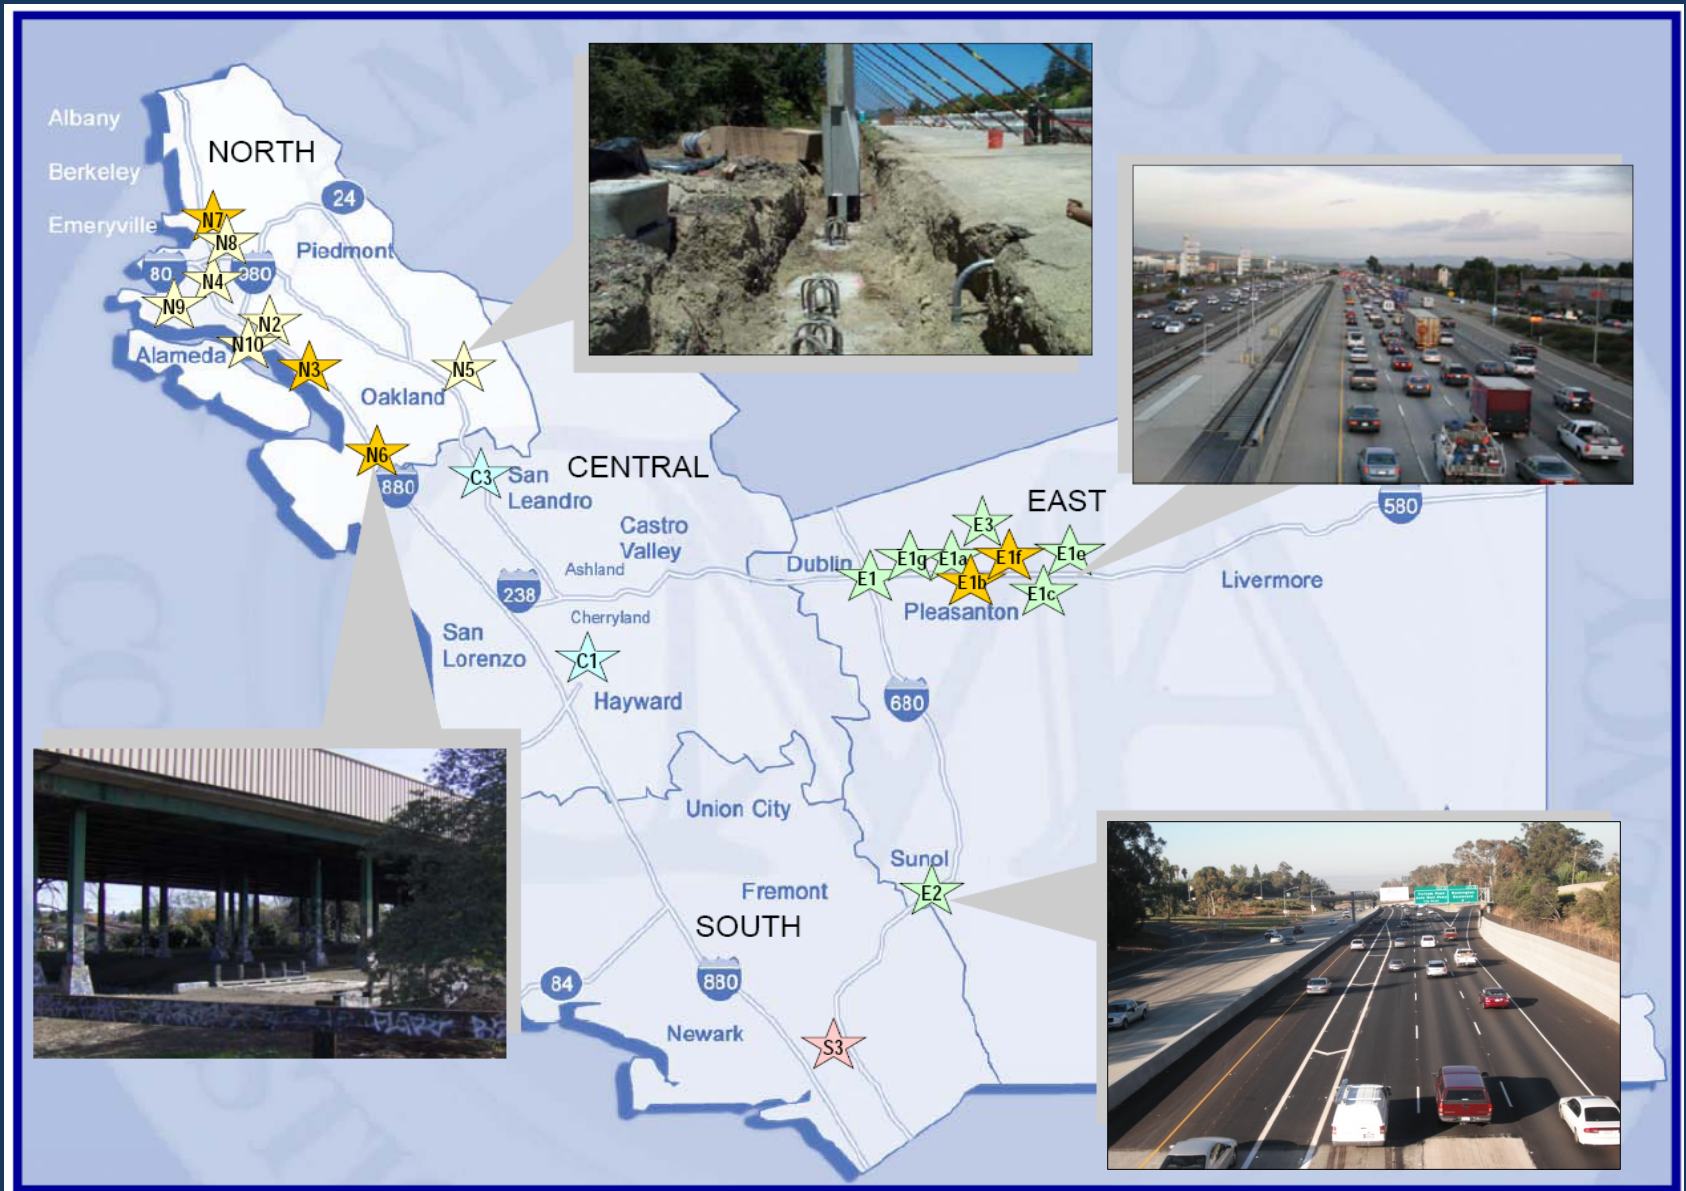 Albany
NORTH
Berkeley
24
Emeryville
N7
N8
Piedmont
80
N4
980
N9
N2
N10
Alameda
N3
N5
Oakland
N6
880
C3
San
Leandro
CENTRAL
EAST
580
Castro
Valley
E3
Dublin
E1
E1g
E1a
E1f
E1e
E1b
E1c
Pleasanton
Livermore
Ashland
238
Cherryland
San
Lorenzo
C1
Hayward
680
Union City
Sunol
E2
Fremont
SOUTH
84
880
Newark
S3